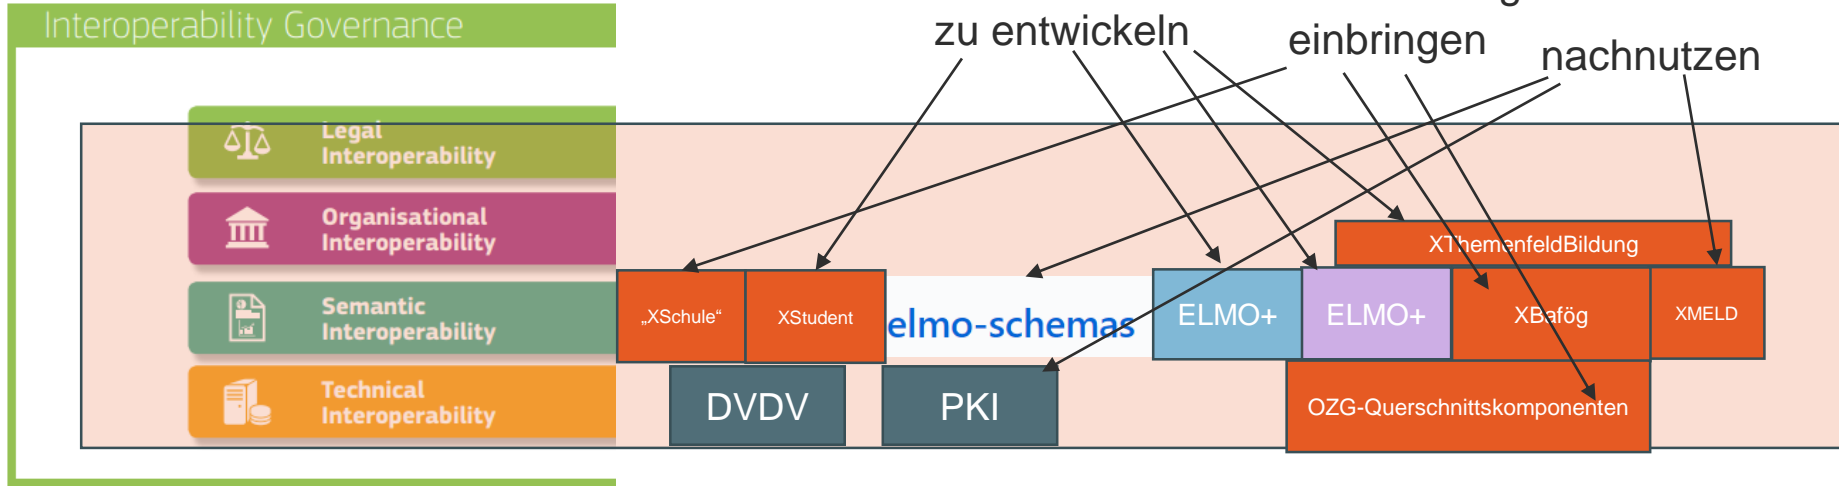 Interoperability Governance
zu entwickeln
einbringen
nachnutzen
Legal
Interoperability
Organisational
Interoperability
XThemenfeldBildung
Semantic
Interoperability
„XSchule“
XStudent
elmo-schemas
ELMO+
ELMO+
XBafög
XMELD
Technical
Interoperability
DVDV
PKI
OZG-Querschnittskomponenten